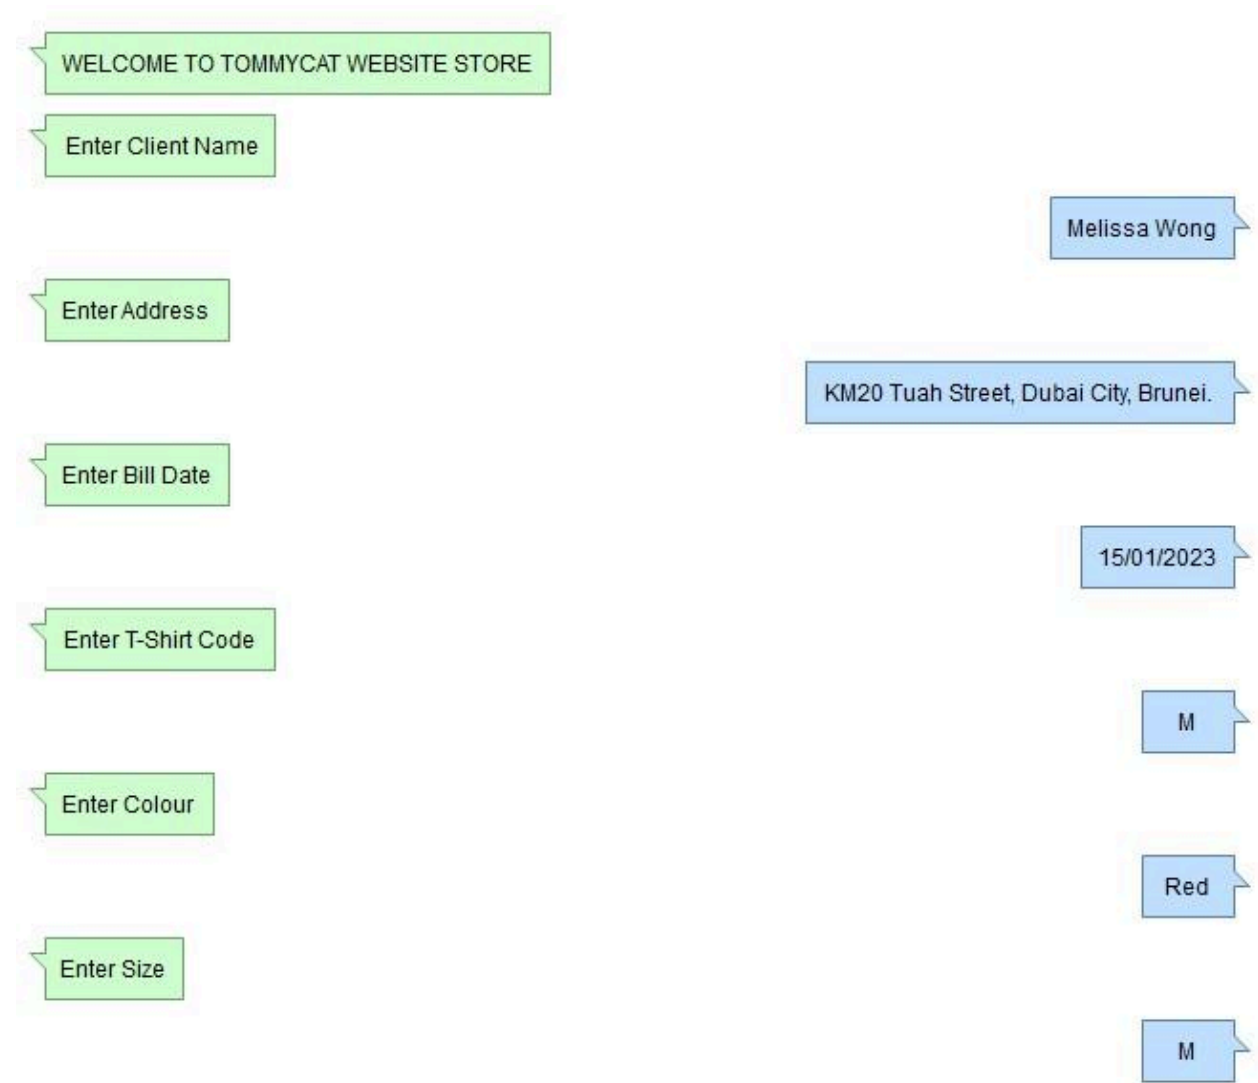 WELCOME TO TOMMYCAT WEBSITE STORE
Enter Client Name
Melissa Wong
Enter Address
KM20 Tuah Street, Dubai City, Brunei.
Enter Bill Date
15/01/2023
Enter T-Shirt Code
M
Enter Colour
Red
Enter Size
M